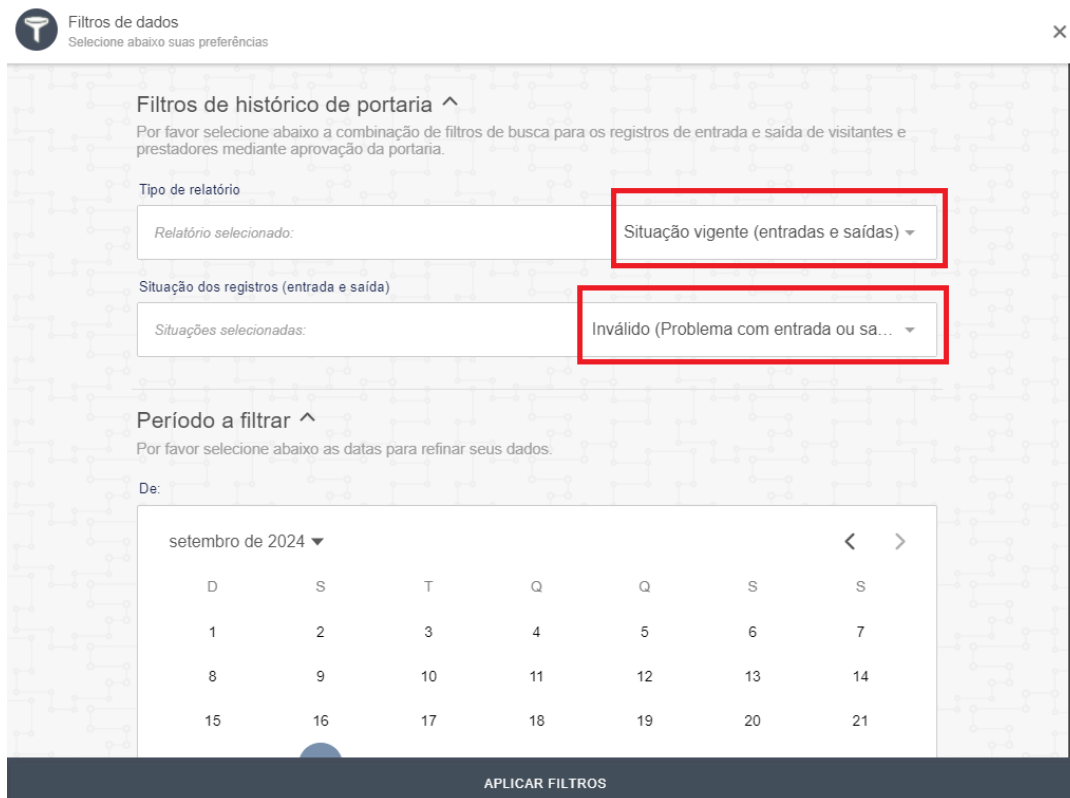 Filtros de dados
Selecione abaixo suas preferências
Filtros de histórico de portaria
Por favor selecione abaixo a combinação de filtros de busca para os registros de entrada e saída de visitantes e
prestadores mediante aprovação da portaria.
Tipo de relatório
Relatório selecionado: Situação vigente (entradas e saídas)
Situação dos registros (entrada e saída)
Situações selecionadas: Inválido (Problema com entrada ou sa...
Período a filtrar
Por favor selecione abaixo as datas para refinar seus dados.
De:
setembro de 2024
D S T Q Q S S
1 2 3 4 5 6 7
8 9 10 11 12 13 14
15 16 17 18 19 20 21
APLICAR FILTROS